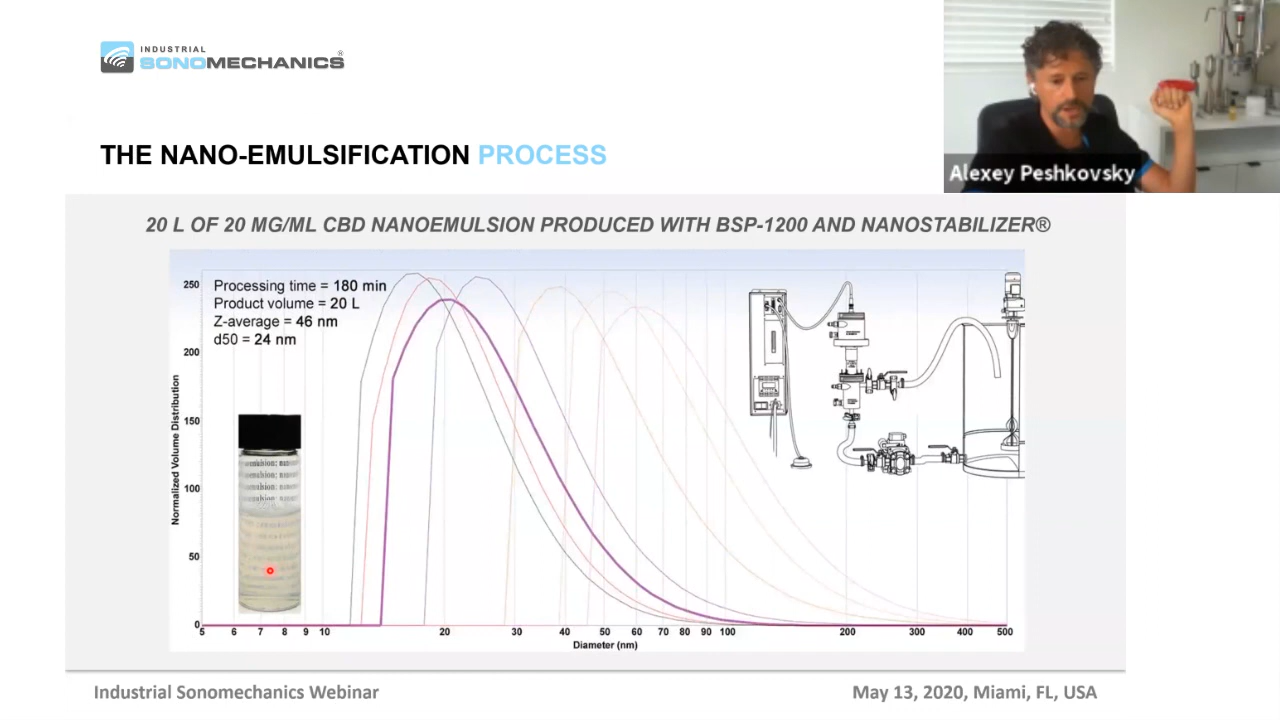 INDUSTRIAL
SONOMECHANICS®
Alexey Peshkovsky
THE NANO-EMULSIFICATION PROCESS
20 L OF 20 MG/ML CBD NANOEMULSION PRODUCED WITH BSP-1200 AND NANOSTABILIZER®
Processing time = 180 min
Product volume = 20 L
Z-average = 46 nm
d50 = 24 nm
Normalized Volume Distribution
250
200
150
100
50
0
5 6 7 8 9 10 20 30 40 50 60 70 80 90 100 200 300 400 500
Diameter (nm)
Industrial Sonomechanics Webinar
May 13, 2020, Miami, FL, USA